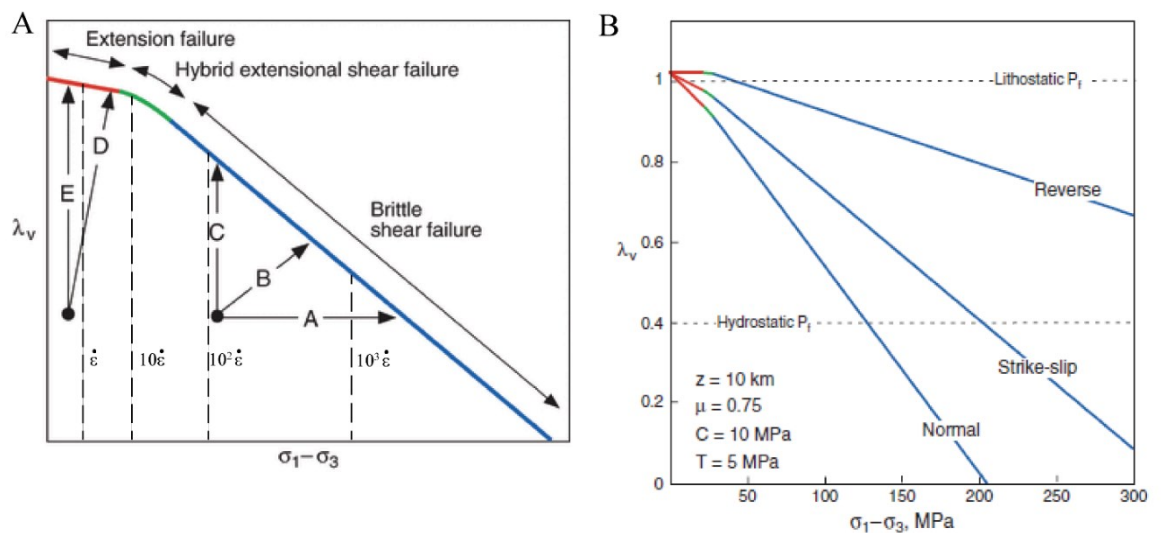 A
Extension failure
Hybrid extensional shear failure
D
E
λv
C
Brittle
shear failure
B
A
ε̇
10ε̇
10² ε̇
10³ ε̇
σ₁–σ₃
B
1
Lithostatic Pf
0.8
Reverse
0.6
λv
0.4
Hydrostatic Pf
Strike-slip
z = 10 km
μ = 0.75
0.2
C = 10 MPa
Normal
T = 5 MPa
0
50
100
150
200
250
300
σ₁–σ₃, MPa